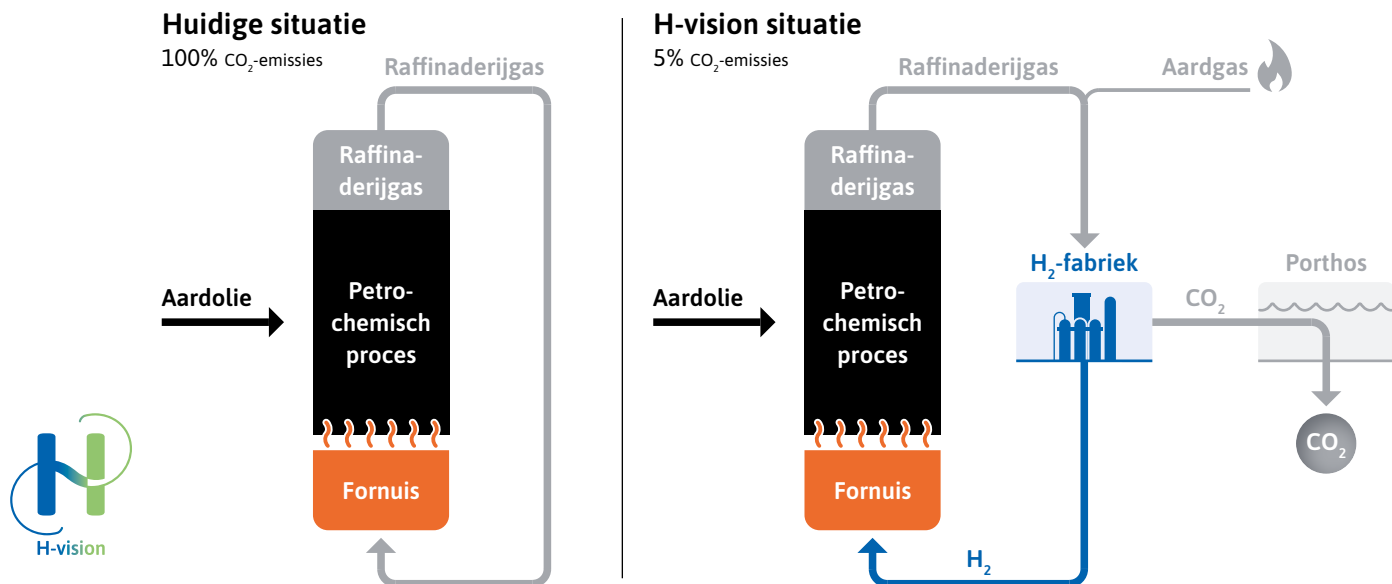 Huidige situatie
100% CO₂-emissies
Raffinaderijgas
Raffina-
derijgas
Aardolie
Petro-
chemisch
proces
Fornuis
H-vision
H-vision situatie
5% CO₂-emissies
Raffinaderijgas
Aardgas
Raffina-
derijgas
Aardolie
Petro-
chemisch
proces
Fornuis
H₂-fabriek
CO₂
Porthos
CO₂
H₂